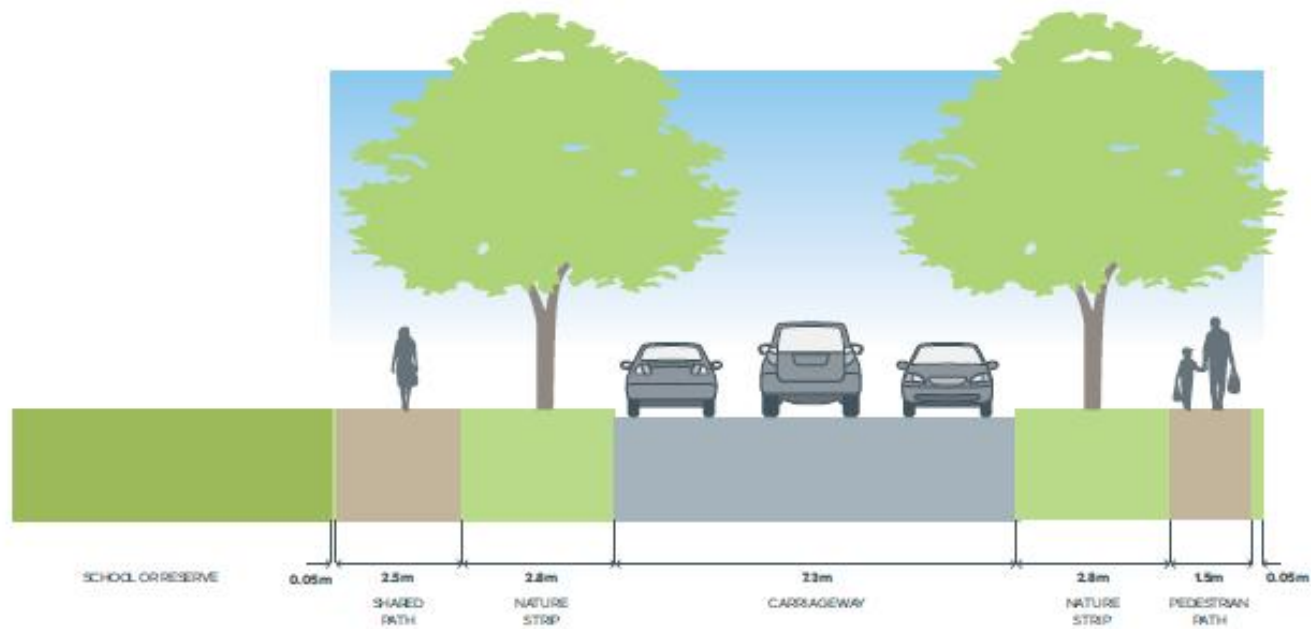 SCHOOL OR RESERVE
0.05m
2.5m
2.8m
7.3m
2.8m
1.5m
0.05m
SHARED
PATH
NATURE
STRIP
CARRIAGEWAY
NATURE
STRIP
PEDESTRIAN
PATH